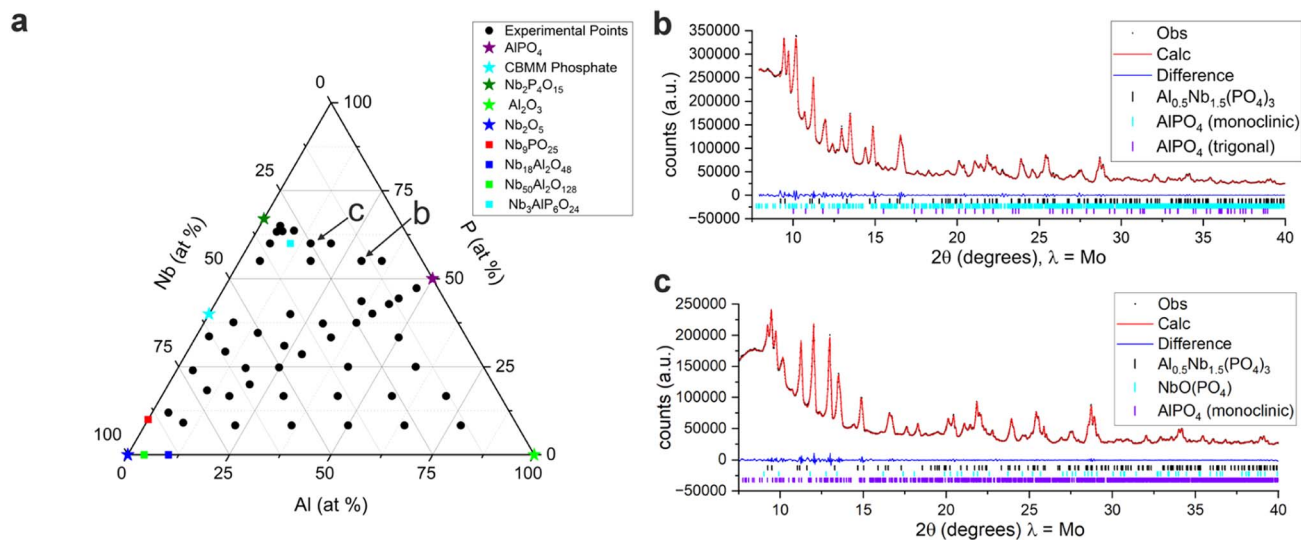 a
Experimental Points
AlPO4
CBMM Phosphate
Nb2P4O15
Al2O3
Nb2O5
Nb9PO25
Nb18Al2O48
Nb50Al2O128
Nb3AlP6O24
0
100
25
75
c
b
Nb (at %)
P (at %)
50
50
75
25
100
0
0
25
50
75
100
Al (at %)
b
350000
300000
250000
200000
150000
100000
50000
0
−50000
counts (a.u.)
Obs
Calc
Difference
Al0.5Nb1.5(PO4)3
AlPO4 (monoclinic)
AlPO4 (trigonal)
10
15
20
25
30
35
40
2θ (degrees), λ = Mo
c
250000
200000
150000
100000
50000
0
−50000
counts (a.u.)
Obs
Calc
Difference
Al0.5Nb1.5(PO4)3
NbO(PO4)
AlPO4 (monoclinic)
10
15
20
25
30
35
40
2θ (degrees) λ = Mo